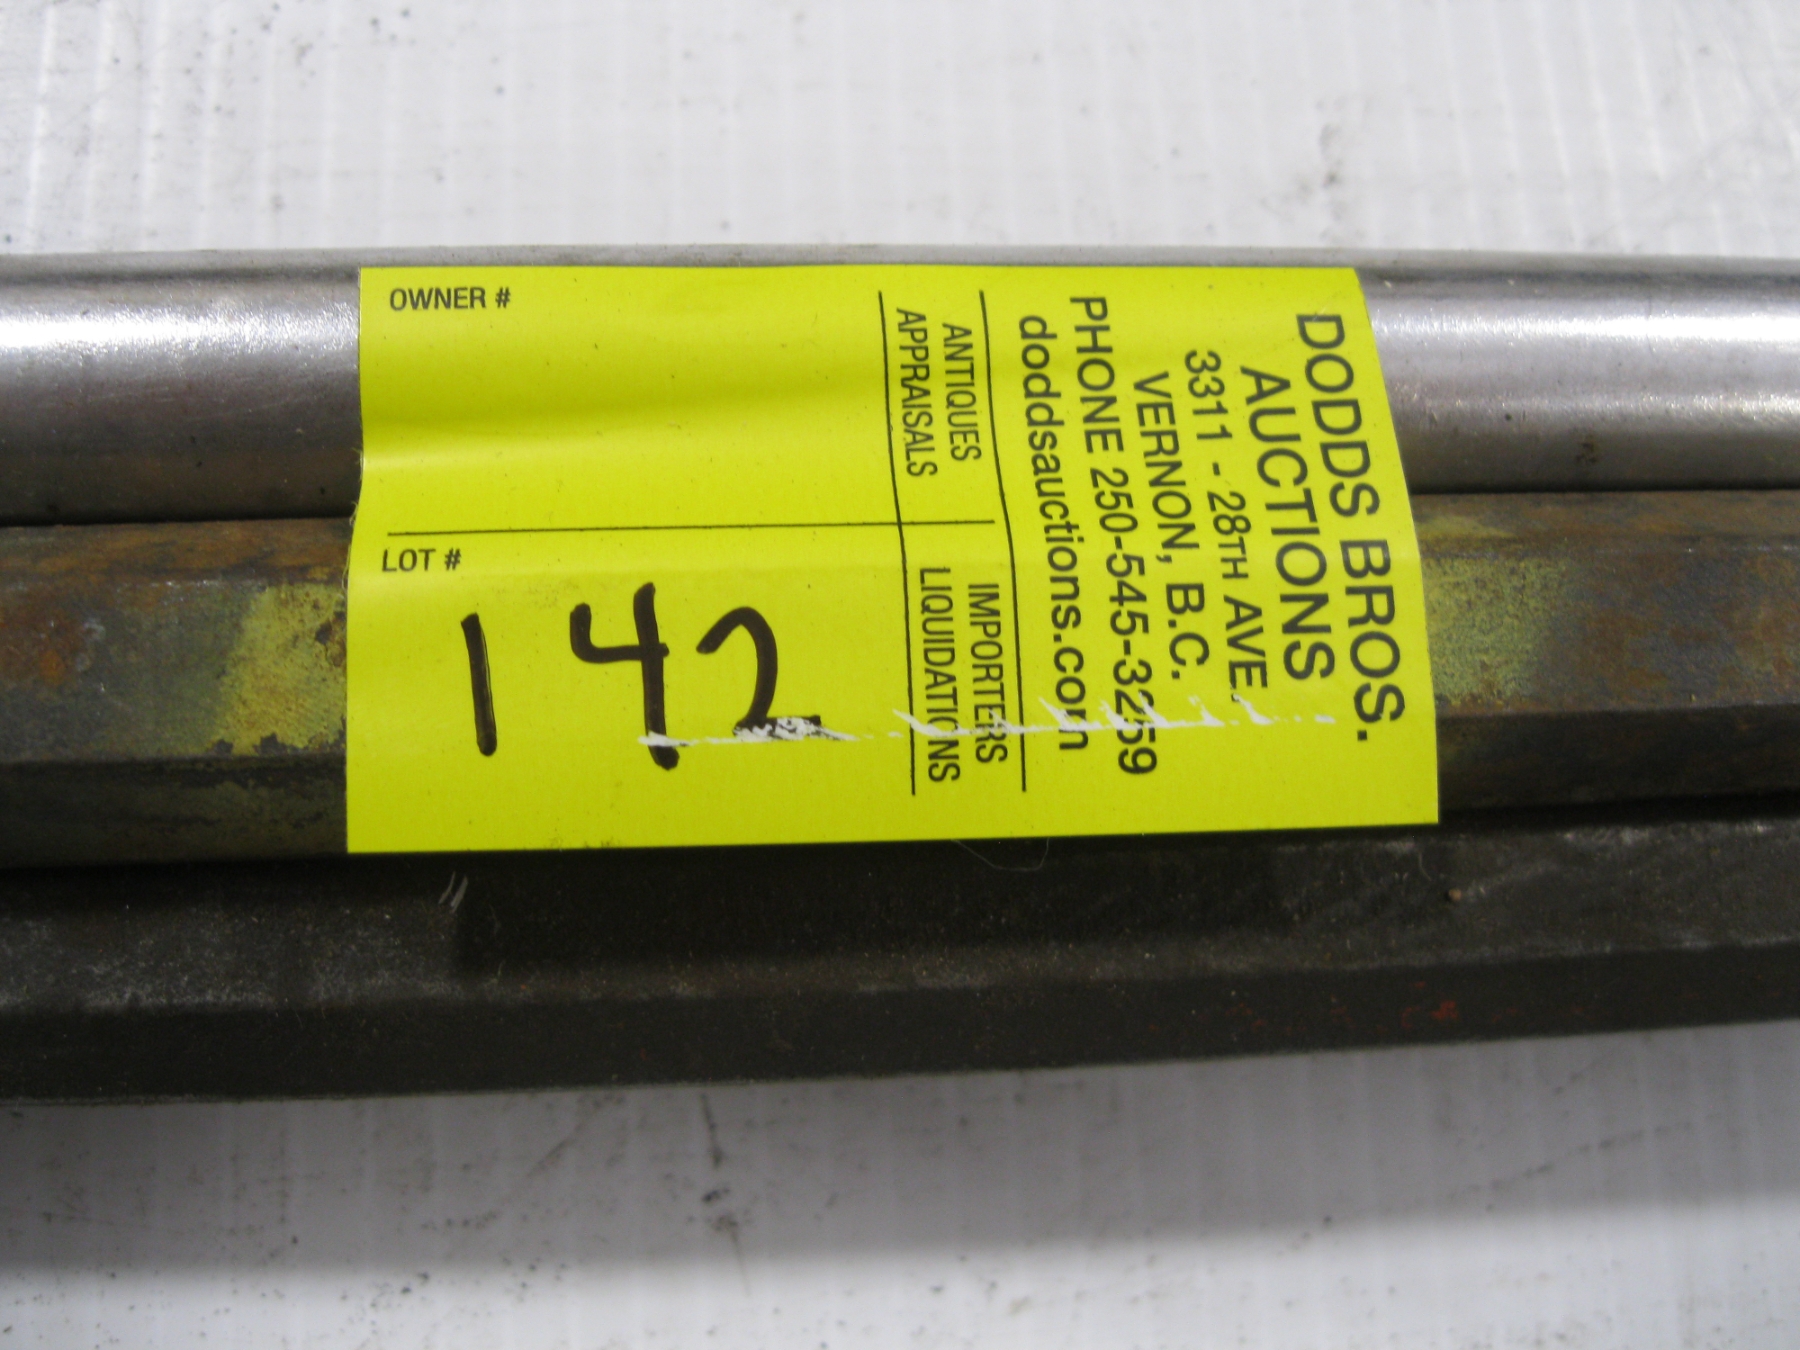 DODDS BROS.
AUCTIONS
3311 - 28TH AVE.
VERNON, B.C.
PHONE 250-545-3259
doddsauctions.com
ANTIQUES IMPORTERS
APPRAISALS LIQUIDATIONS
OWNER #
LOT #
142